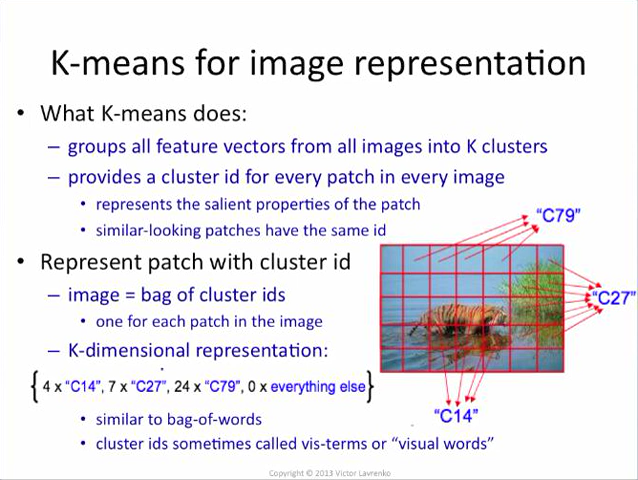 K-means for image representation
• What K-means does:
– groups all feature vectors from all images into K clusters
– provides a cluster id for every patch in every image
• represents the salient properties of the patch
• similar-looking patches have the same id
"C79"
• Represent patch with cluster id
– image = bag of cluster ids
"C27"
• one for each patch in the image
– K-dimensional representation:
{4 x "C14", 7 x "C27", 24 x "C79", 0 x everything else}
"C14"
• similar to bag-of-words
• cluster ids sometimes called vis-terms or "visual words"
Copyright © 2013 Victor Lavrenko